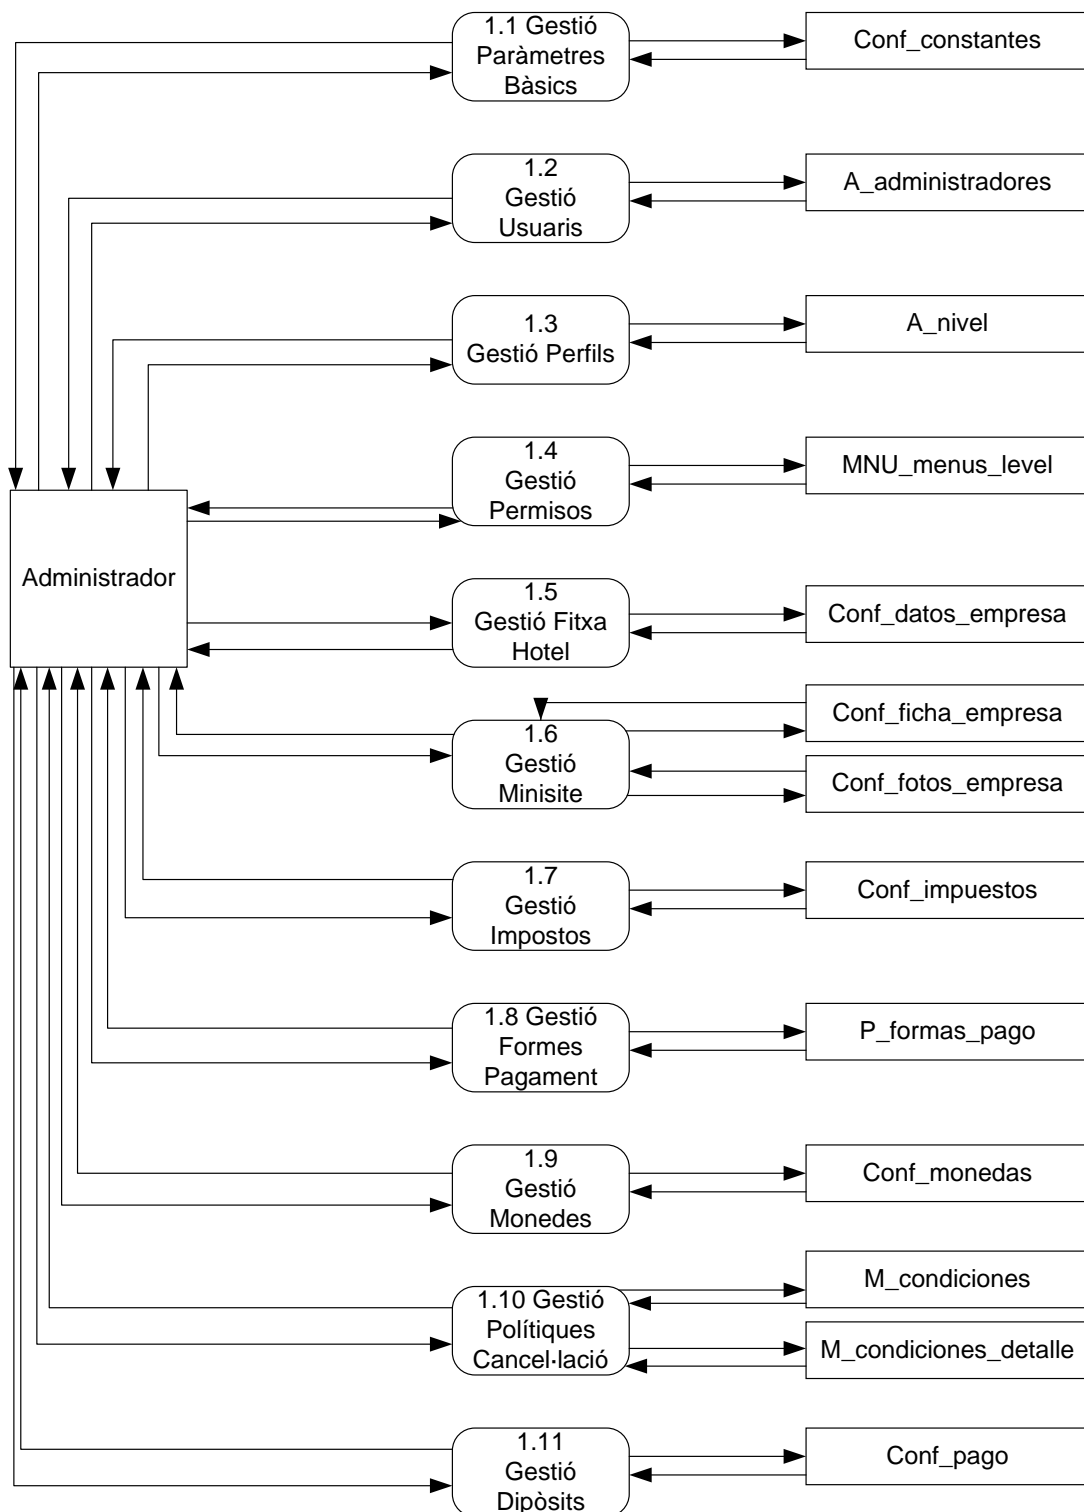 1.1 Gestió
Paràmetres
Bàsics
Conf_constantes
1.2
Gestió
Usuaris
A_administradores
1.3
Gestió Perfils
A_nivel
1.4
Gestió
Permisos
MNU_menus_level
Administrador
1.5
Gestió Fitxa
Hotel
Conf_datos_empresa
1.6
Gestió
Minisite
Conf_ficha_empresa
Conf_fotos_empresa
1.7
Gestió
Impostos
Conf_impuestos
1.8 Gestió
Formes
Pagament
P_formas_pago
1.9
Gestió
Monedes
Conf_monedas
1.10 Gestió
Polítiques
Cancel·lació
M_condiciones
M_condiciones_detalle
1.11
Gestió
Dipòsits
Conf_pago